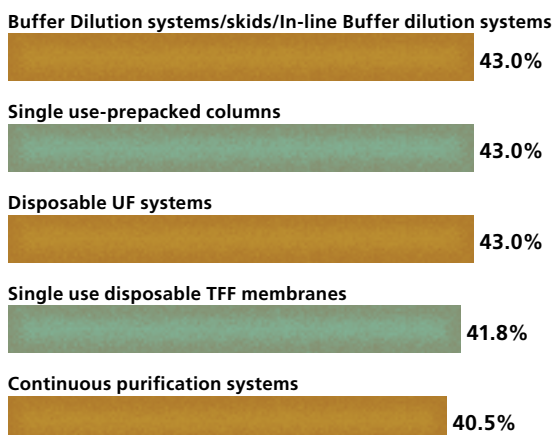 Buffer Dilution systems/skids/In-line Buffer dilution systems
43.0%
Single use-prepacked columns
43.0%
Disposable UF systems
43.0%
Single use disposable TFF membranes
41.8%
Continuous purification systems
40.5%